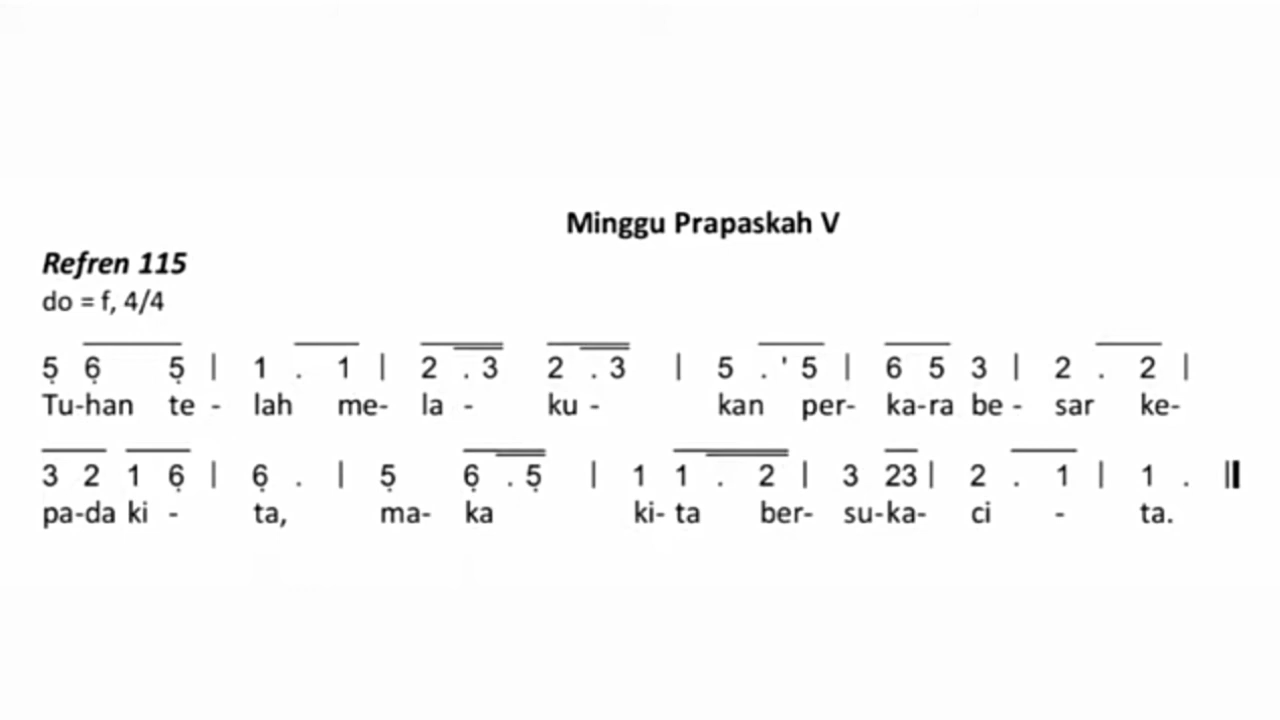 Minggu Prapaskah V
Refren 115
do = f, 4/4
5̣ 6̣ 5̣ | 1 . 1 | 2 . 3 2 . 3 | 5 . ' 5 | 6 5 3 | 2 . 2 |
Tu-han te - lah me- la - ku - kan per- ka-ra be - sar ke-
3 2 1 6̣ | 6̣ . | 5̣ 6̣ . 5̣ | 1 1 . 2 | 3 23 | 2 . 1 | 1 . ||
pa-da ki - ta, ma- ka ki- ta ber- su-ka- ci - ta.